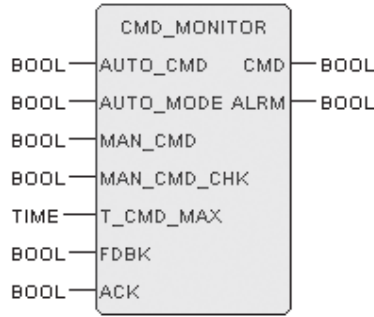 CMD_MONITOR
BOOL AUTO_CMD CMD BOOL
BOOL AUTO_MODE ALRM BOOL
BOOL MAN_CMD
BOOL MAN_CMD_CHK
TIME T_CMD_MAX
BOOL FDBK
BOOL ACK